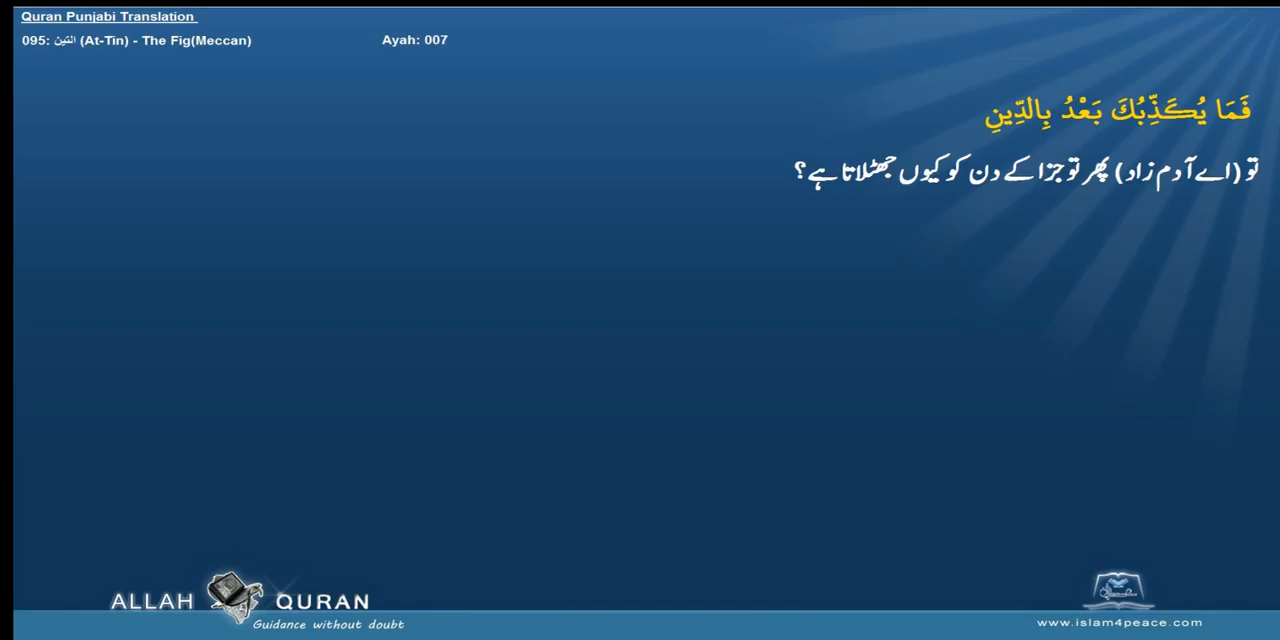 Quran Punjabi Translation
095: التين (At-Tin) - The Fig(Meccan) Ayah: 007
فَمَا يُكَذِّبُكَ بَعْدُ بِالدِّينِ
تو (اے آدم زاد) پھر تو جزا کے دن کو کیوں جھٹلاتا ہے؟
ALLAH QURAN
Guidance without doubt
www.islam4peace.com